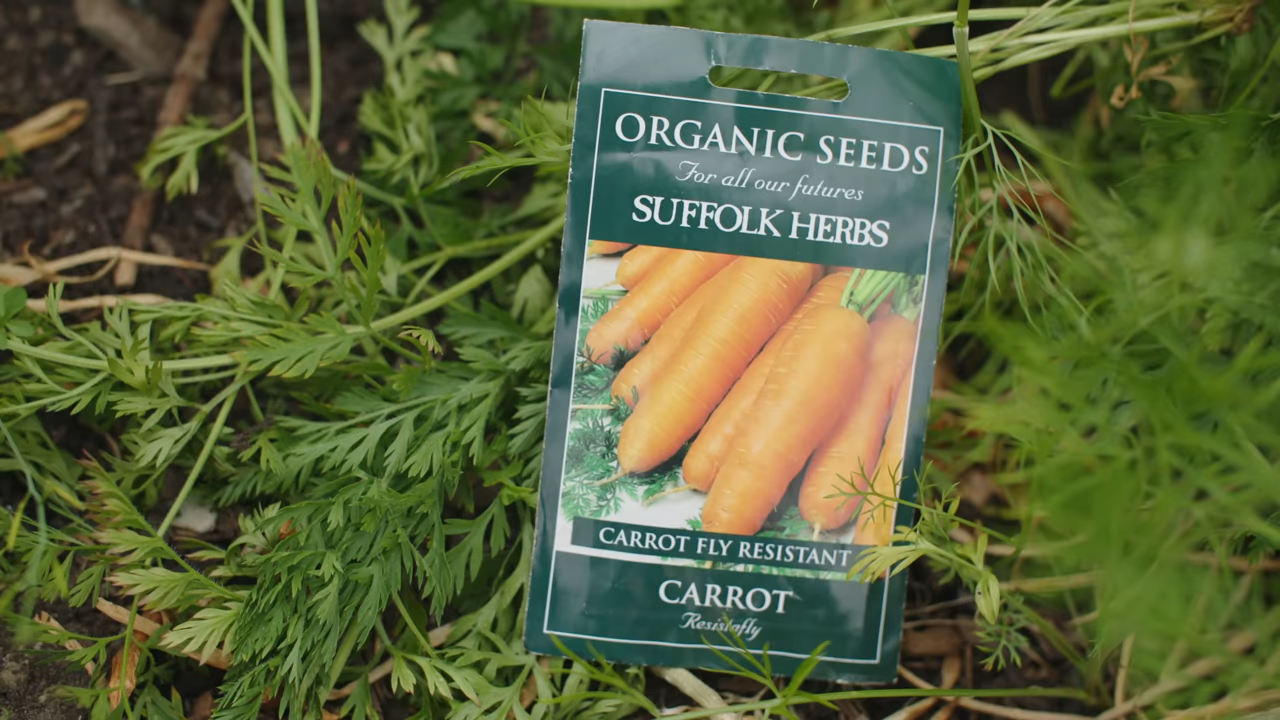 ORGANIC SEEDS
For all our futures
SUFFOLK HERBS
CARROT FLY RESISTANT
CARROT
Resistafly